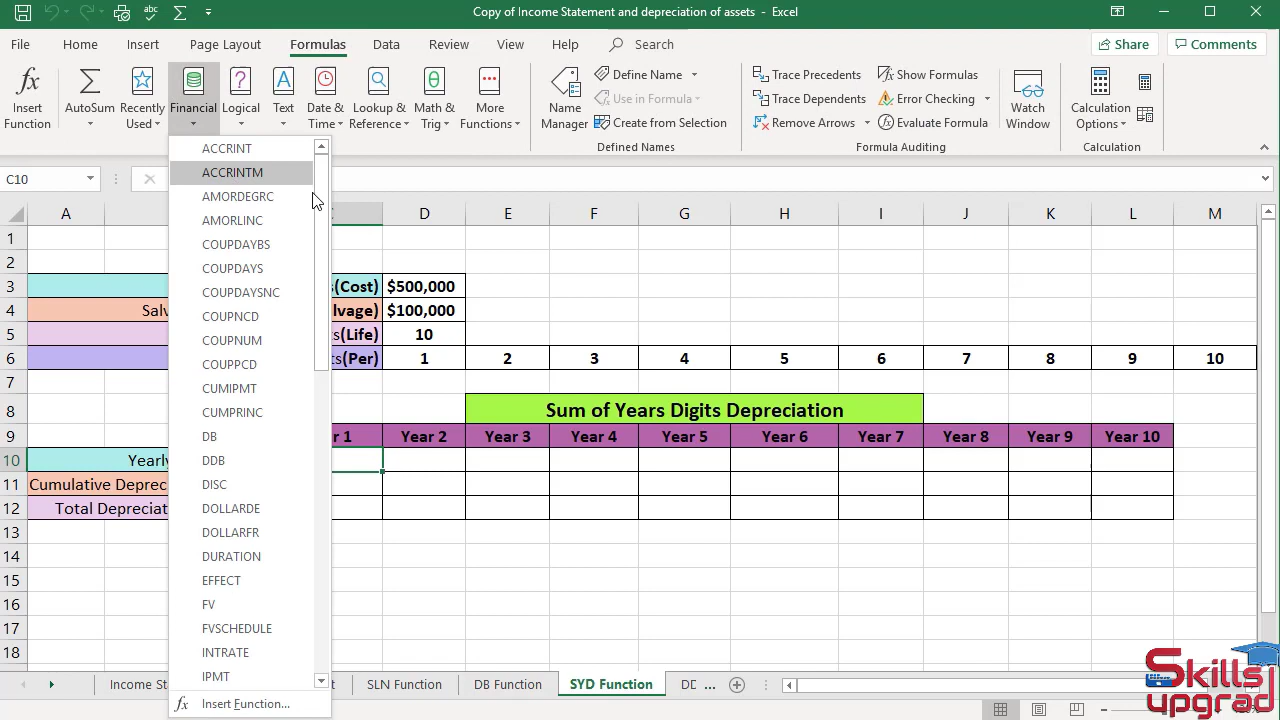 Copy of Income Statement and depreciation of assets - Excel
File Home Insert Page Layout Formulas Data Review View Help Search Share Comments
Insert Function
AutoSum
Recently Used
Financial
Logical
Text
Date & Time
Lookup & Reference
Math & Trig
More Functions
Name Manager
Define Name
Use in Formula
Create from Selection
Defined Names
Trace Precedents
Trace Dependents
Remove Arrows
Show Formulas
Error Checking
Evaluate Formula
Formula Auditing
Watch Window
Calculation Options
Calculation
C10
ACCRINT
ACCRINTM
AMORDEGRC
AMORLINC
COUPDAYBS
COUPDAYS
COUPDAYSNC
COUPNCD
COUPNUM
COUPPCD
CUMIPMT
CUMPRINC
DB
DDB
DISC
DOLLARDE
DOLLARFR
DURATION
EFFECT
FV
FVSCHEDULE
INTRATE
IPMT
Insert Function...
A D E F G H I J K L M
1
2
3 (Cost) $500,000
4 Salv lvage) $100,000
5 s(Life) 10
6 ts(Per) 1 2 3 4 5 6 7 8 9 10
7
8 Sum of Years Digits Depreciation
9 r 1 Year 2 Year 3 Year 4 Year 5 Year 6 Year 7 Year 8 Year 9 Year 10
10 Yearly
11 Cumulative Deprec
12 Total Depreciat
13
14
15
16
17
18
Income St t SLN Function DB Function SYD Function DD ...
Skills
upgrad